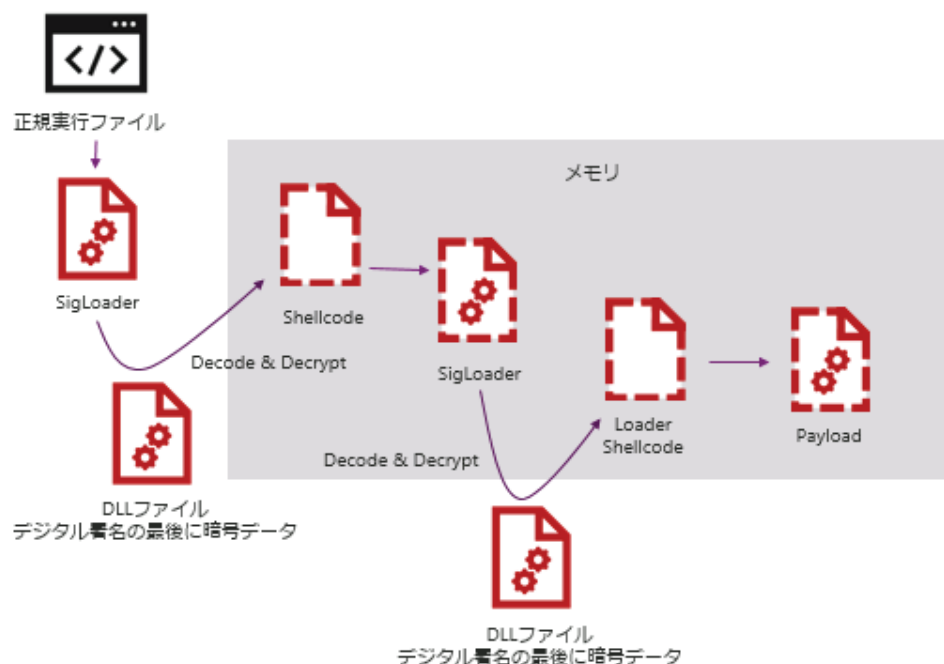 </>
正規実行ファイル
メモリ
SigLoader
Shellcode
Decode & Decrypt
SigLoader
DLLファイル
デジタル署名の最後に暗号データ
Loader
Shellcode
Payload
Decode & Decrypt
DLLファイル
デジタル署名の最後に暗号データ